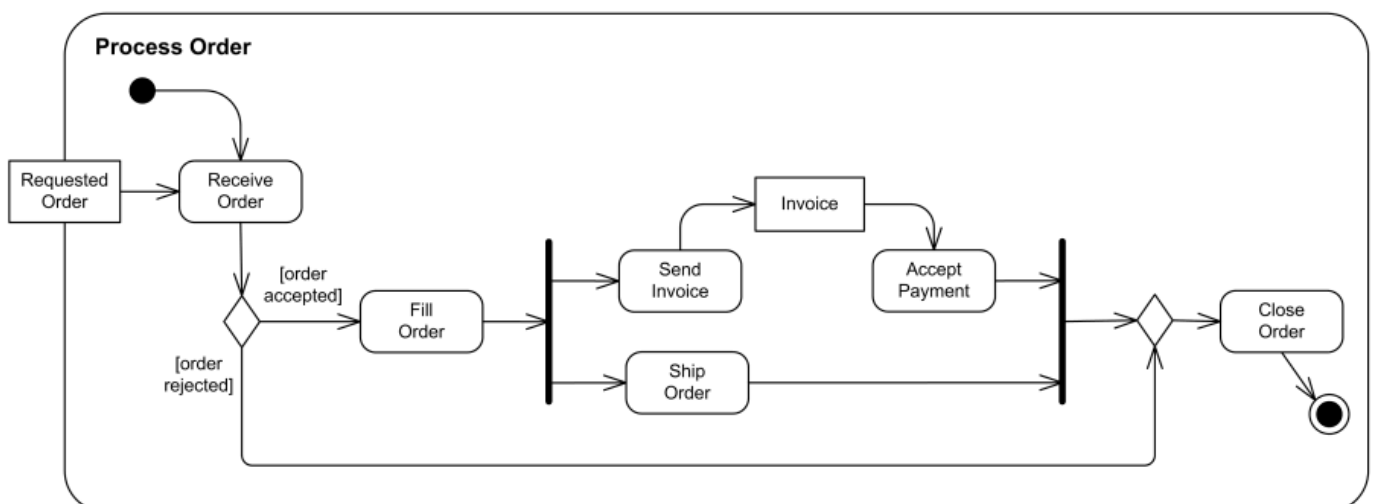 Process Order
Requested
Order
Receive
Order
[order
accepted]
[order
rejected]
Fill
Order
Send
Invoice
Invoice
Accept
Payment
Ship
Order
Close
Order